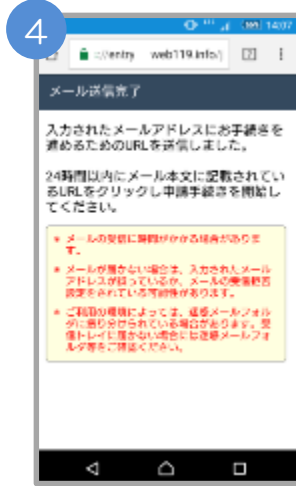 4
14:07
://entry web119.info/
メール送信完了
入力されたメールアドレスにお手続きを
進めるためのURLを送信しました。
24時間以内にメール本文に記載されてい
るURLをクリックし申請手続きを開始し
てください。
* メールの受信に時間がかかる場合がありま
す。
* メールが届かない場合は、入力されたメール
アドレスが誤っているか、メールの受信拒否
設定をされている可能性があります。
* ご利用の環境によっては、迷惑メールフォル
ダに振り分けられている場合があります。受
信トレイに届かない場合には迷惑メールフォ
ルダ等をご確認ください。